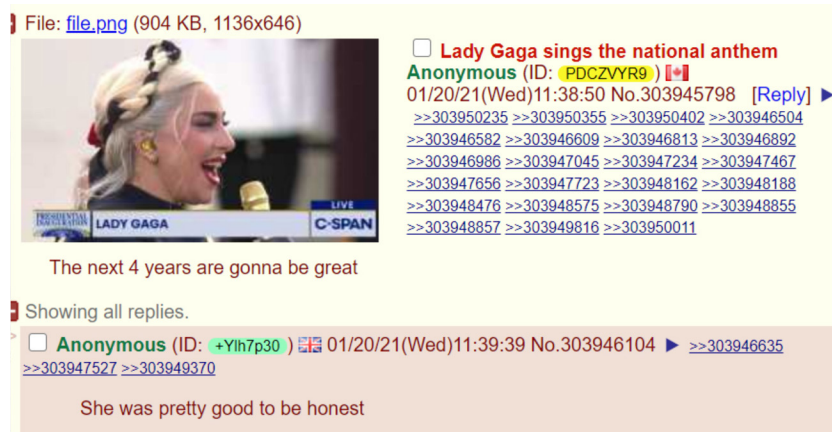 File: file.png (904 KB, 1136x646)
PRESIDENTIAL
INAUGURATION
LADY GAGA
LIVE
C-SPAN
Lady Gaga sings the national anthem
Anonymous (ID: PDCZVYR9)
01/20/21(Wed)11:38:50 No.303945798 [Reply] ▶
>>303950235 >>303950355 >>303950402 >>303946504
>>303946582 >>303946609 >>303946813 >>303946892
>>303946986 >>303947045 >>303947234 >>303947467
>>303947656 >>303947723 >>303948162 >>303948188
>>303948476 >>303948575 >>303948790 >>303948855
>>303948857 >>303949816 >>303950011
The next 4 years are gonna be great
Showing all replies.
Anonymous (ID: +Ylh7p30) 01/20/21(Wed)11:39:39 No.303946104 ▶ >>303946635
>>303947527 >>303949370
She was pretty good to be honest